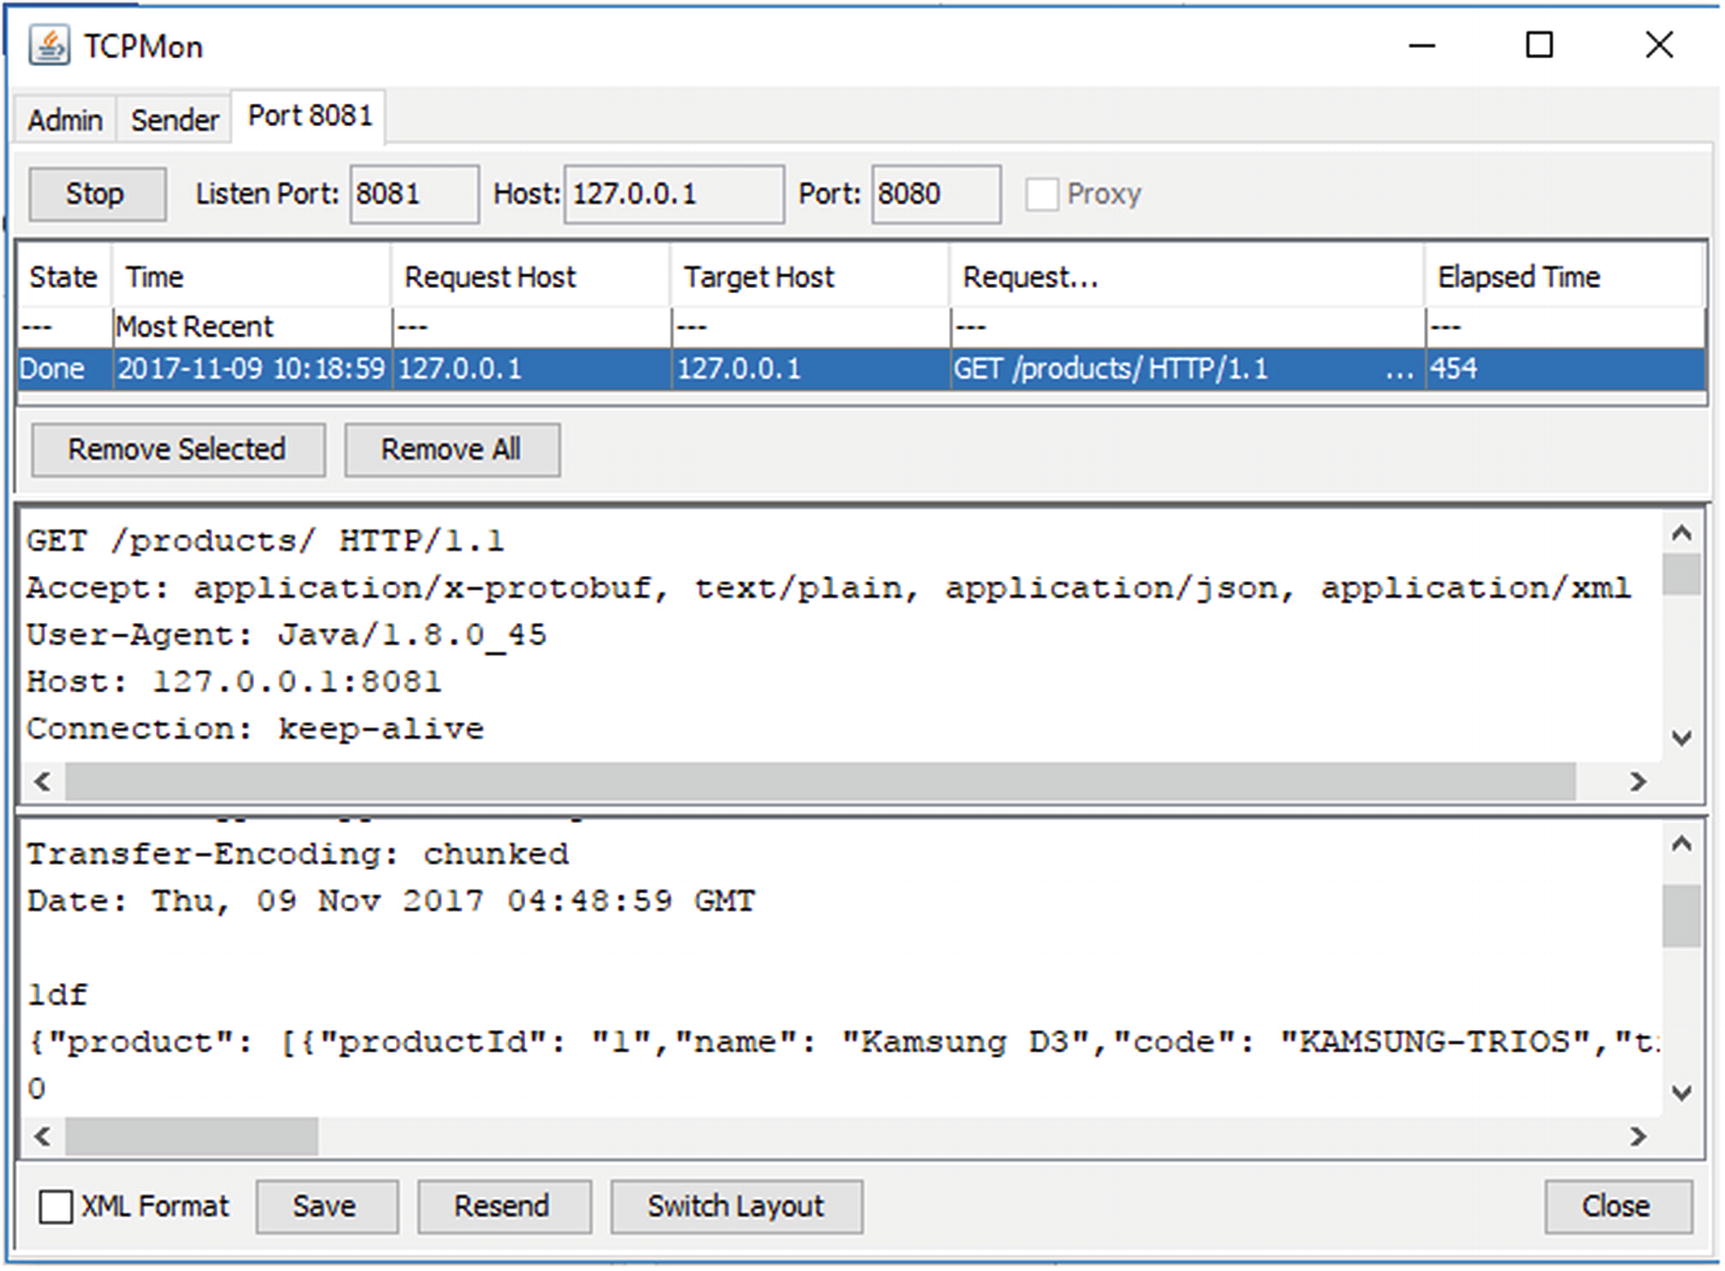 TCPMon
Admin Sender Port 8081
Stop Listen Port: 8081 Host: 127.0.0.1 Port: 8080 Proxy
State Time Request Host Target Host Request... Elapsed Time
--- Most Recent --- --- --- ---
Done 2017-11-09 10:18:59 127.0.0.1 127.0.0.1 GET /products/ HTTP/1.1 ... 454
Remove Selected Remove All
GET /products/ HTTP/1.1
Accept: application/x-protobuf, text/plain, application/json, application/xml
User-Agent: Java/1.8.0_45
Host: 127.0.0.1:8081
Connection: keep-alive
Transfer-Encoding: chunked
Date: Thu, 09 Nov 2017 04:48:59 GMT
1df
{"product": [{"productId": "1","name": "Kamsung D3","code": "KAMSUNG-TRIOS","ti
0
XML Format Save Resend Switch Layout Close